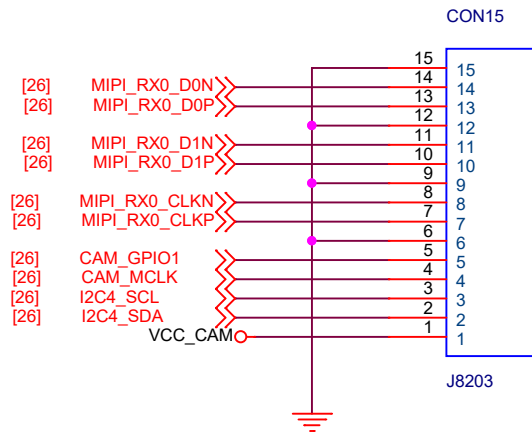 CON15
15 15
[26] MIPI_RX0_D0N 14 14
[26] MIPI_RX0_D0P 13 13
12 12
[26] MIPI_RX0_D1N 11 11
[26] MIPI_RX0_D1P 10 10
9 9
[26] MIPI_RX0_CLKN 8 8
[26] MIPI_RX0_CLKP 7 7
6 6
[26] CAM_GPIO1 5 5
[26] CAM_MCLK 4 4
[26] I2C4_SCL 3 3
[26] I2C4_SDA 2 2
VCC_CAM 1 1
J8203